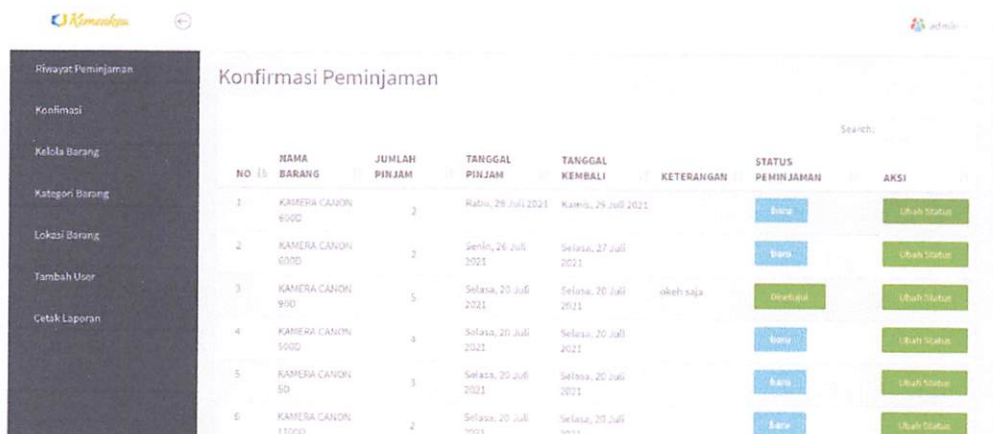 Kemenkeu
admin
Riwayat Peminjaman
Konfimasi
Kelola Barang
Kategori Barang
Lokasi Barang
Tambah User
Cetak Laporan
Konfirmasi Peminjaman
Search:
NO NAMA BARANG JUMLAH PINJAM TANGGAL PINJAM TANGGAL KEMBALI KETERANGAN STATUS PEMINJAMAN AKSI
1 KAMERA CANON 600D 2 Rabu, 28 Juli 2021 Kamis, 29 Juli 2021 baru Ubah Status
2 KAMERA CANON 600D 2 Senin, 26 Juli 2021 Selasa, 27 Juli 2021 baru Ubah Status
3 KAMERA CANON 90D 5 Selasa, 20 Juli 2021 Selasa, 20 Juli 2021 okeh saja Disetujui Ubah Status
4 KAMERA CANON 500D 4 Selasa, 20 Juli 2021 Selasa, 20 Juli 2021 baru Ubah Status
5 KAMERA CANON 5D 3 Selasa, 20 Juli 2021 Selasa, 20 Juli 2021 baru Ubah Status
6 KAMERA CANON 1100D 2 Selasa, 20 Juli 2021 Selasa, 20 Juli 2021 baru Ubah Status